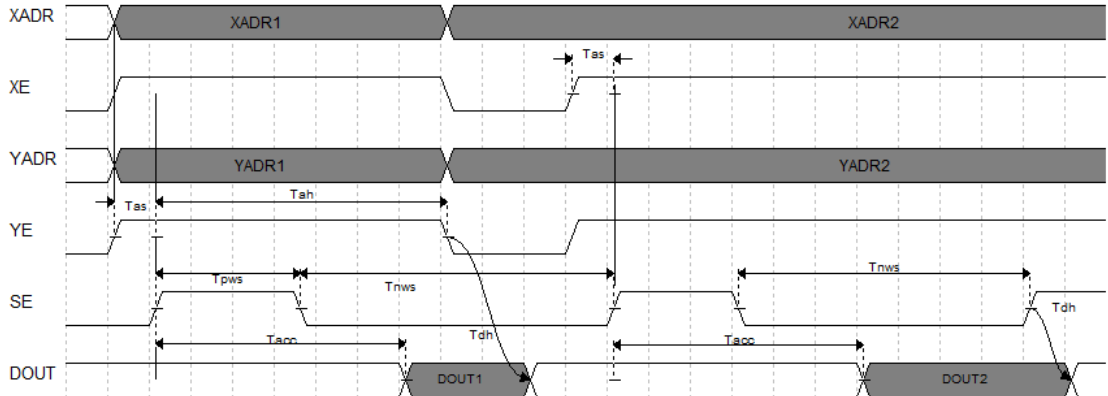 XADR XADR1 XADR2
Tas
XE
YADR YADR1 YADR2
Tas Tah
YE
Tpws Tnws Tnws
SE
Tacc Tdh Tacc Tdh
DOUT DOUT1 DOUT2